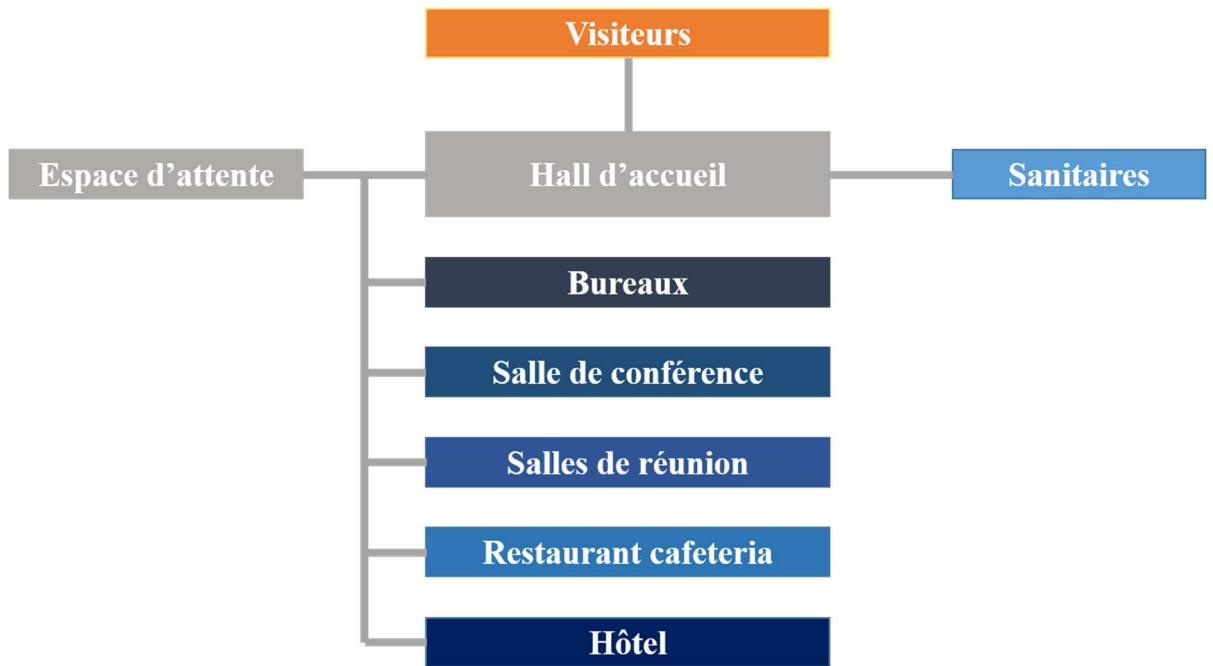 Visiteurs
Espace d’attente
Hall d’accueil
Sanitaires
Bureaux
Salle de conférence
Salles de réunion
Restaurant cafeteria
Hôtel